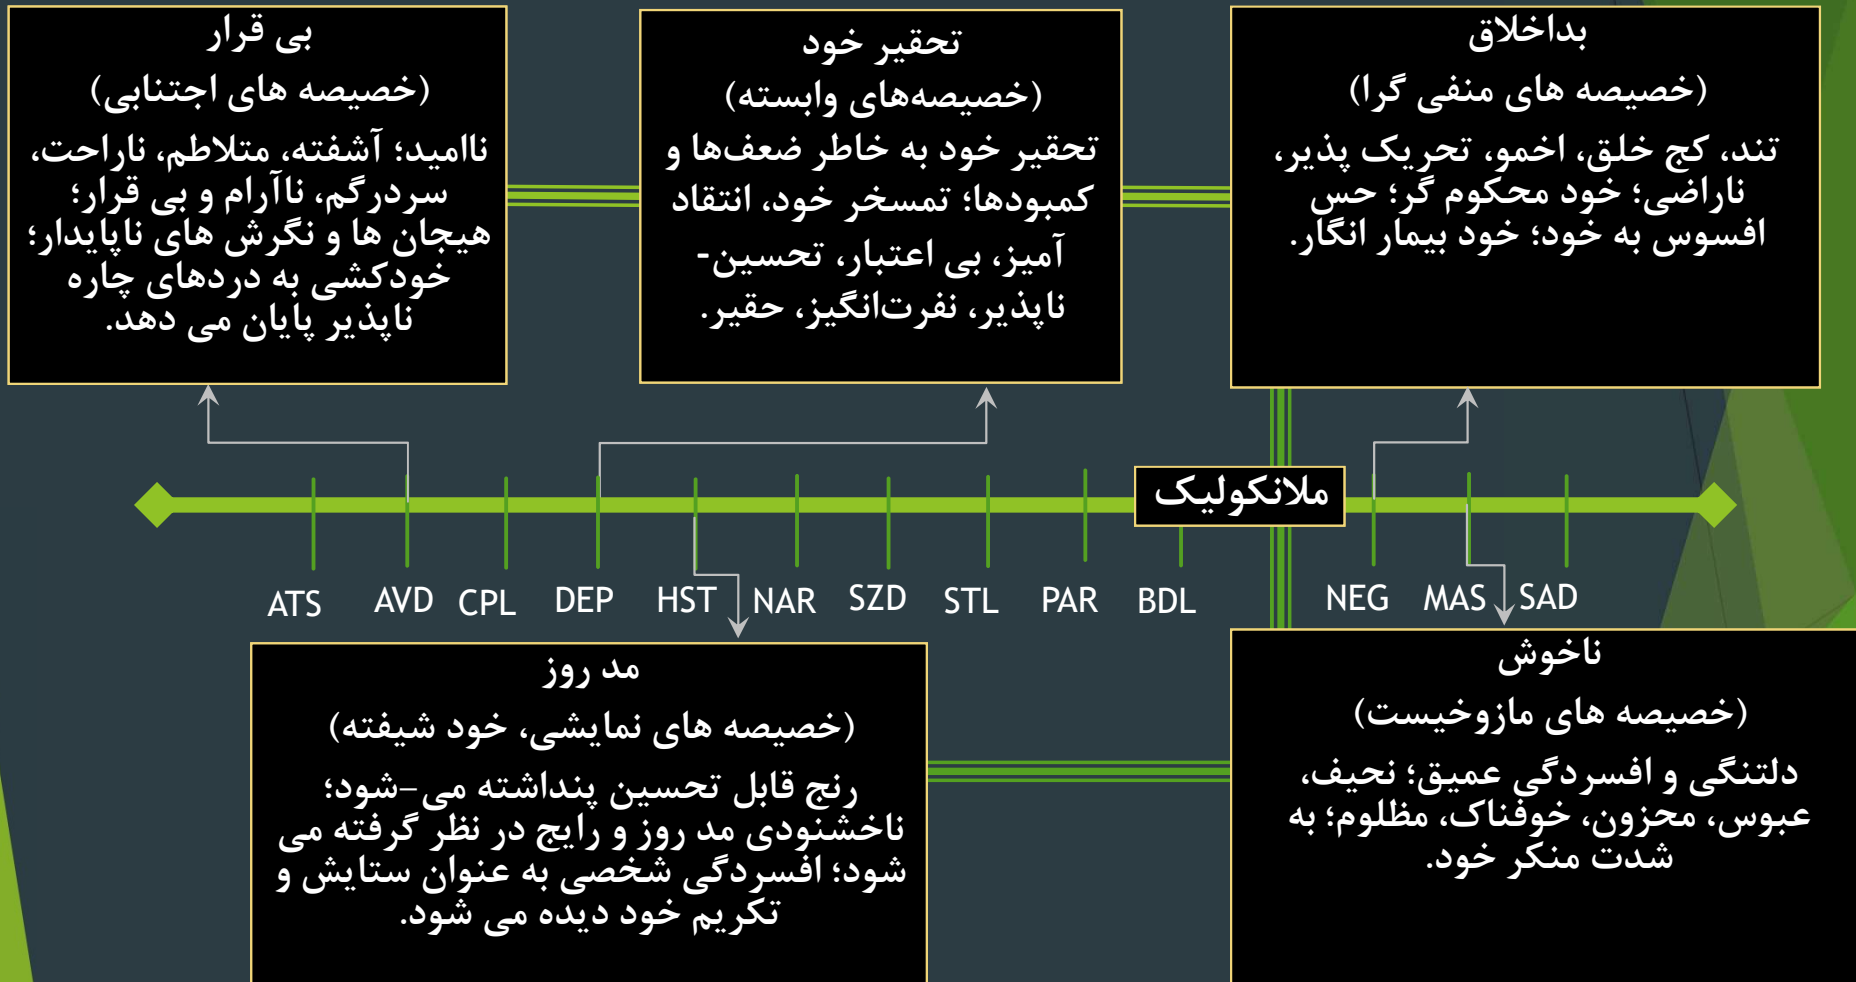 بداخلاق
(خصیصه های منفی گرا)
تند، کج خلق، اخمو، تحریک پذیر،
ناراضی؛ خود محکوم گر؛ حس
افسوس به خود؛ خود بیمار انگار.
تحقیر خود
(خصیصه‌های وابسته)
تحقیر خود به خاطر ضعف‌ها و
کمبودها؛ تمسخر خود، انتقاد
آمیز، بی اعتبار، تحسین-
ناپذیر، نفرت‌انگیز، حقیر.
بی قرار
(خصیصه های اجتنابی)
ناامید؛ آشفته، متلاطم، ناراحت،
سردرگم، ناآرام و بی قرار؛
هیجان ها و نگرش های ناپایدار؛
خودکشی به دردهای چاره
ناپذیر پایان می دهد.
ملانکولیک
ATS AVD CPL DEP HST NAR SZD STL PAR BDL NEG MAS SAD
ناخوش
(خصیصه های مازوخیست)
دلتنگی و افسردگی عمیق؛ نحیف،
عبوس، محزون، خوفناک، مظلوم؛ به
شدت منکر خود.
مد روز
(خصیصه های نمایشی، خود شیفته)
رنج قابل تحسین پنداشته می-شود؛
ناخشنودی مد روز و رایج در نظر گرفته می
شود؛ افسردگی شخصی به عنوان ستایش و
تکریم خود دیده می شود.